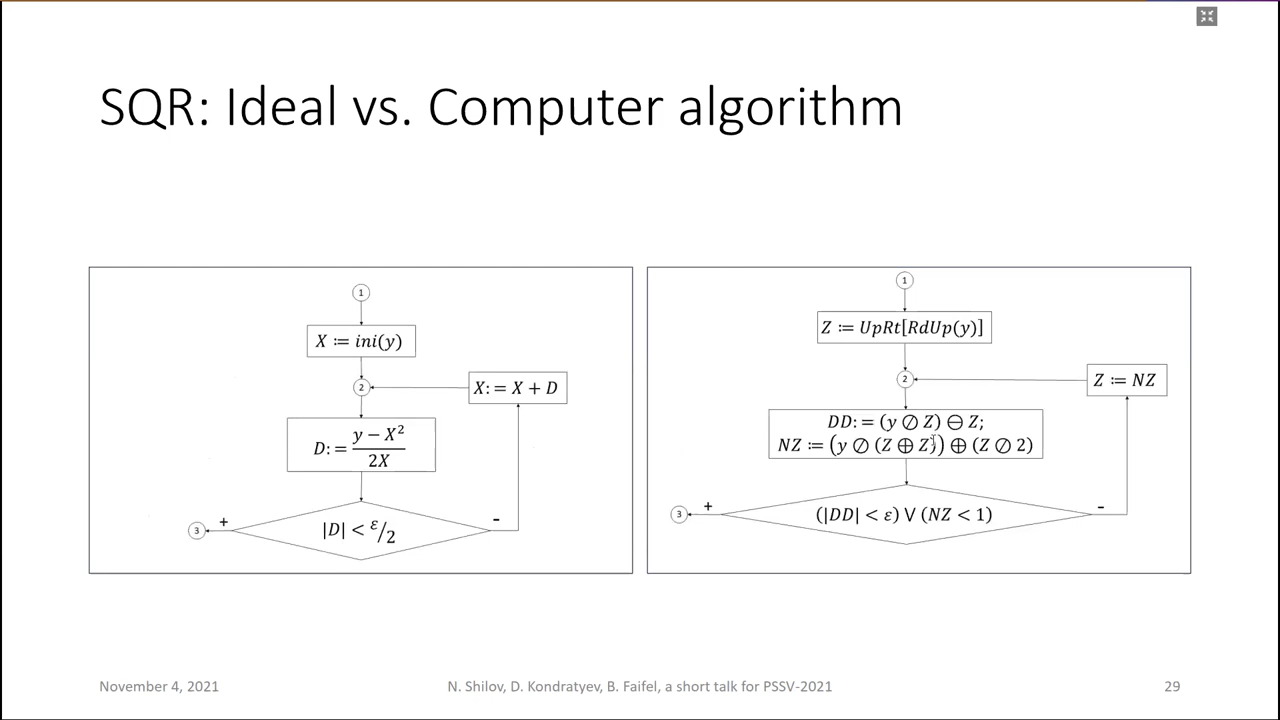 SQR: Ideal vs. Computer algorithm
1
X ≔ ini(y)
2
X: = X + D
D: = (y − X²)/(2X)
|D| < ε/2
+
-
3
1
Z ≔ UpRt[RdUp(y)]
2
Z ≔ NZ
DD: = (y ⊘ Z) ⊖ Z;
NZ ≔ (y ⊘ (Z ⊕ Z)) ⊕ (Z ⊘ 2)
(|DD| < ε) ∨ (NZ < 1)
+
-
3
November 4, 2021
N. Shilov, D. Kondratyev, B. Faifel, a short talk for PSSV-2021
29